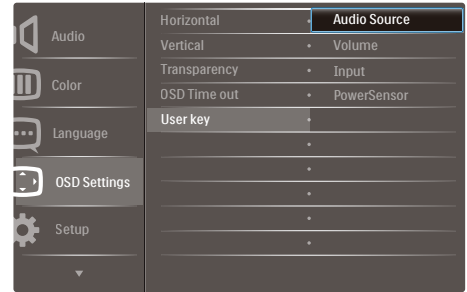 Audio
Color
Language
OSD Settings
Setup
Horizontal
Vertical
Transparency
OSD Time out
User key
Audio Source
Volume
Input
PowerSensor